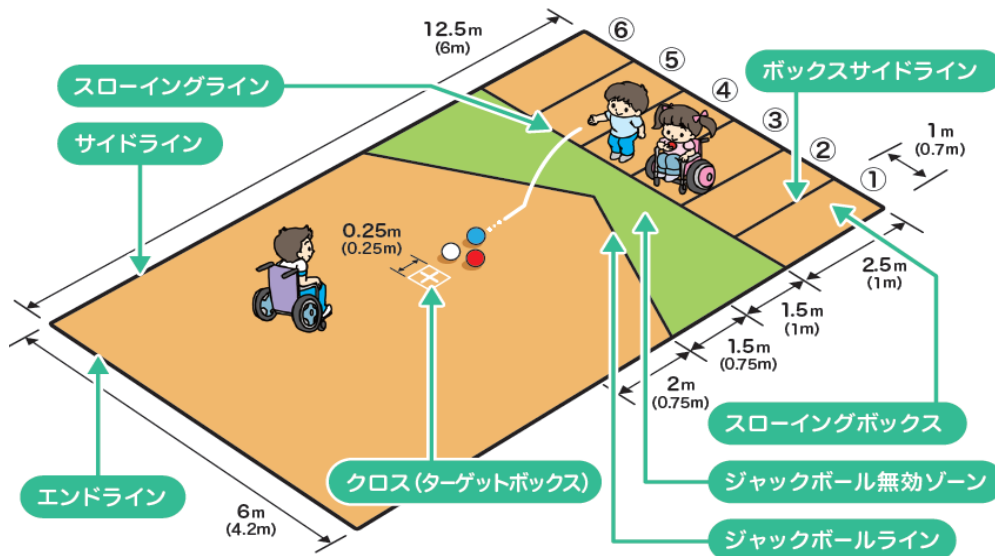 12.5m
(6m)
⑥
⑤
④
③
②
①
ボックスサイドライン
スローイングライン
サイドライン
1m
(0.7m)
0.25m
(0.25m)
2.5m
(1m)
1.5m
(1m)
1.5m
(0.75m)
2m
(0.75m)
スローイングボックス
クロス(ターゲットボックス)
ジャックボール無効ゾーン
エンドライン
6m
(4.2m)
ジャックボールライン